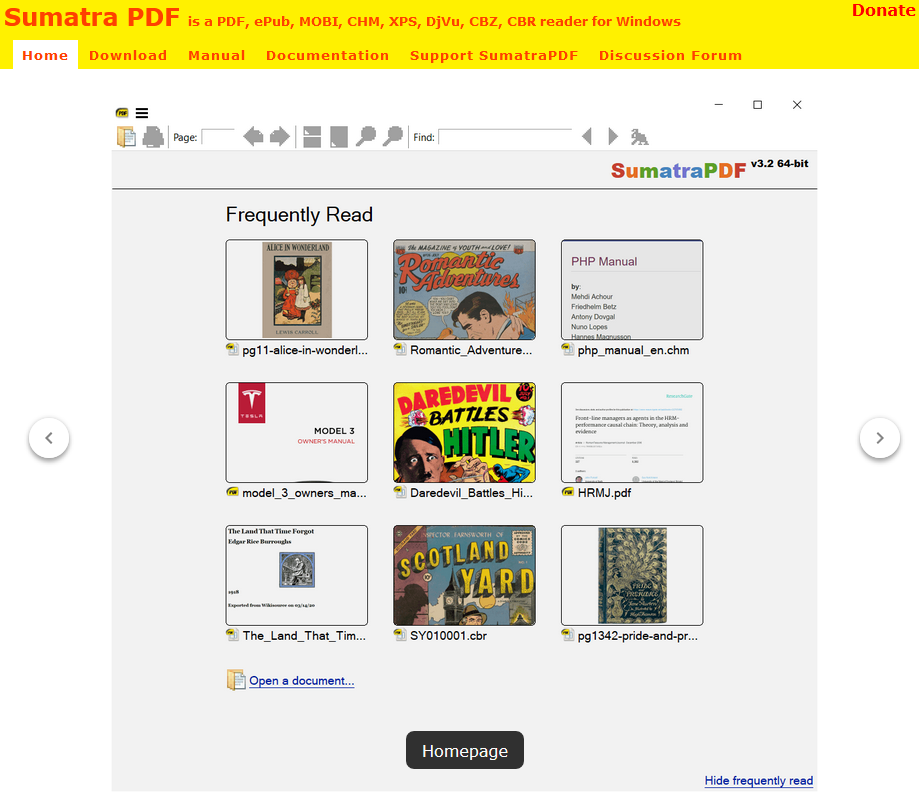 Sumatra PDF is a PDF, ePub, MOBI, CHM, XPS, DjVu, CBZ, CBR reader for Windows
Donate
Home Download Manual Documentation Support SumatraPDF Discussion Forum
PDF
Page:
Find:
SumatraPDF v3.2 64-bit
Frequently Read
ALICE IN WONDERLAND
LEWIS CARROLL
The MAGAZINE of YOUTH and LOVE!
Romantic
Adventures
10¢
PHP Manual
by:
Mehdi Achour
Friedhelm Betz
Antony Dovgal
Nuno Lopes
Hannes Magnusson
pg11-alice-in-wonderl...
Romantic_Adventure...
php_manual_en.chm
TESLA
MODEL 3
OWNER'S MANUAL
DAREDEVIL
BATTLES
HITLER
Front-line managers as agents in the HRM-
performance causal chain: Theory, analysis and
evidence
model_3_owners_ma...
Daredevil_Battles_Hi...
HRMJ.pdf
The Land That Time Forgot
Edgar Rice Burroughs
1918
Exported from Wikisource on 03/14/20
INSPECTOR FARNSWORTH OF
SCOTLAND
YARD
PRIDE
PREJUDICE
The_Land_That_Tim...
SY010001.cbr
pg1342-pride-and-pr...
Open a document...
Homepage
Hide frequently read